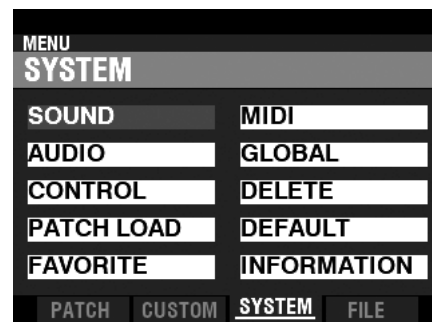 MENU
SYSTEM
SOUND MIDI
AUDIO GLOBAL
CONTROL DELETE
PATCH LOAD DEFAULT
FAVORITE INFORMATION
PATCH CUSTOM SYSTEM FILE